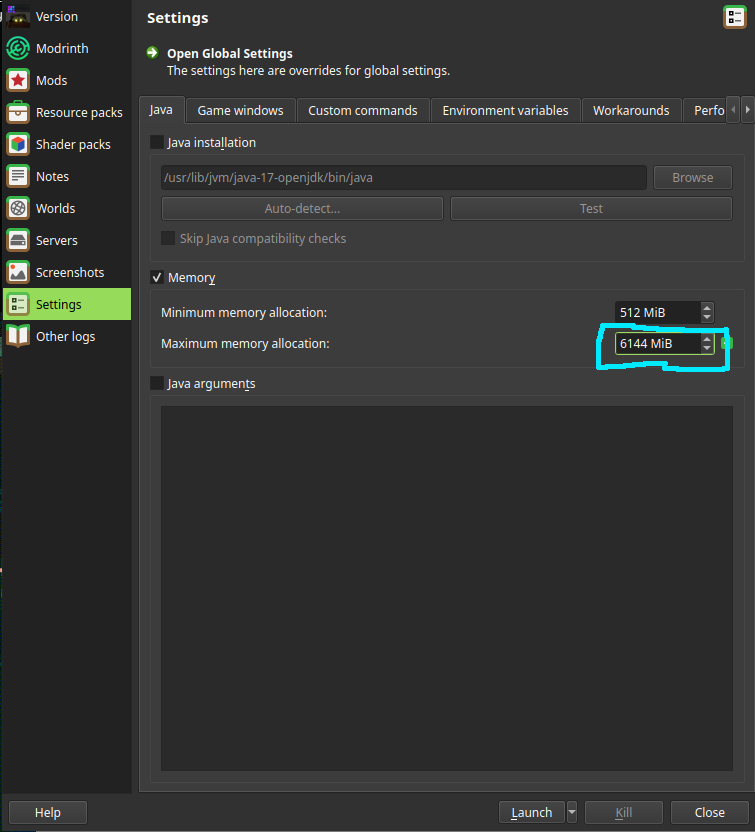 Version
Modrinth
Mods
Resource packs
Shader packs
Notes
Worlds
Servers
Screenshots
Settings
Other logs
Settings
Open Global Settings
The settings here are overrides for global settings.
Java Game windows Custom commands Environment variables Workarounds Perfo
Java installation
/usr/lib/jvm/java-17-openjdk/bin/java Browse
Auto-detect... Test
Skip Java compatibility checks
Memory
Minimum memory allocation: 512 MiB
Maximum memory allocation: 6144 MiB
Java arguments
Help Launch Kill Close